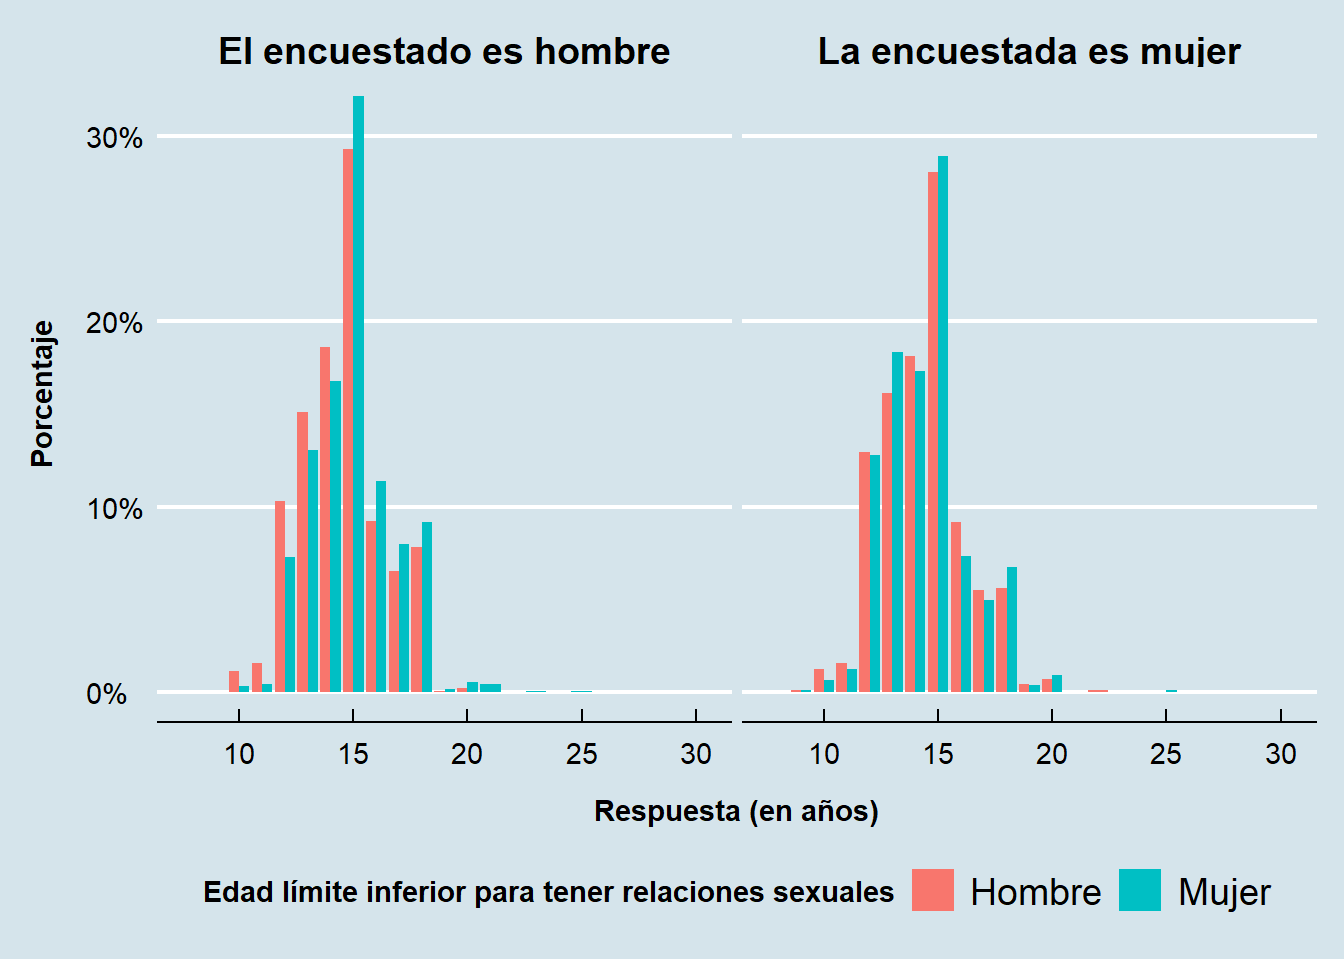 El encuestado es hombre
La encuestada es mujer
30%
20%
10%
0%
Porcentaje
10 15 20 25 30
10 15 20 25 30
Respuesta (en años)
Edad límite inferior para tener relaciones sexuales Hombre Mujer